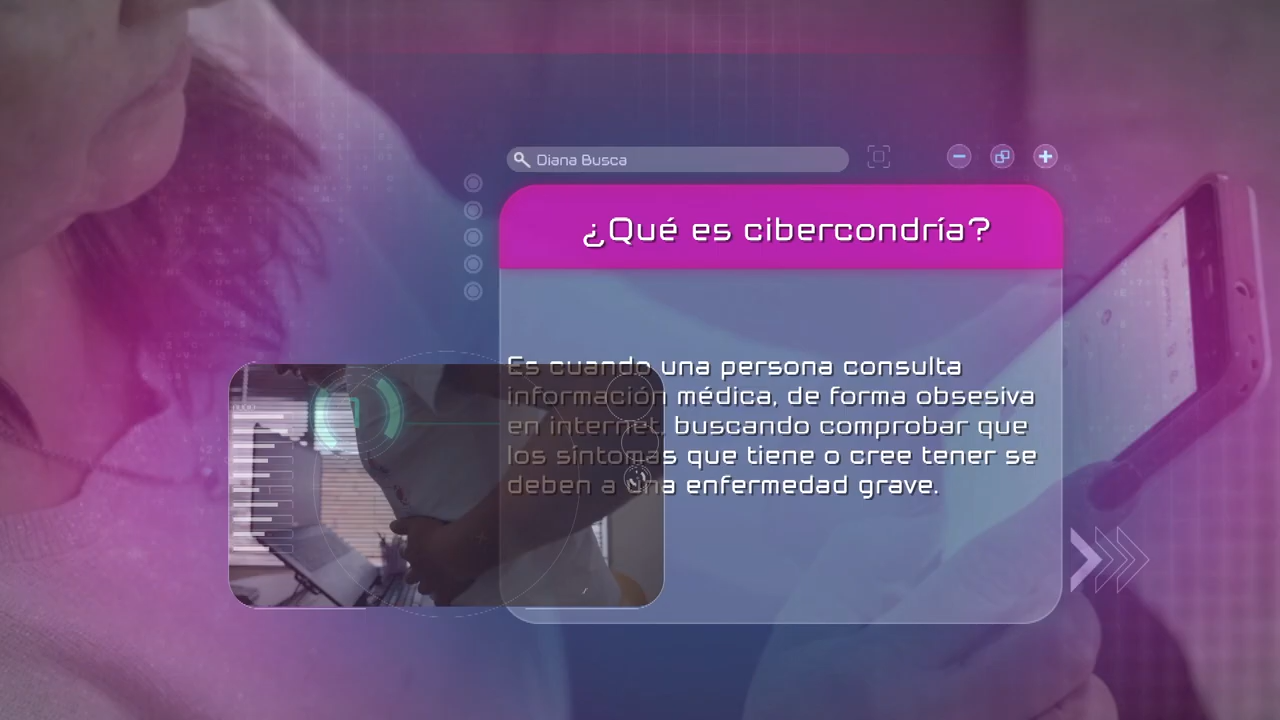 Diana Busca
¿Qué es cibercondría?
Es cuando una persona consulta
información médica, de forma obsesiva
en internet, buscando comprobar que
los síntomas que tiene o cree tener se
deben a una enfermedad grave.